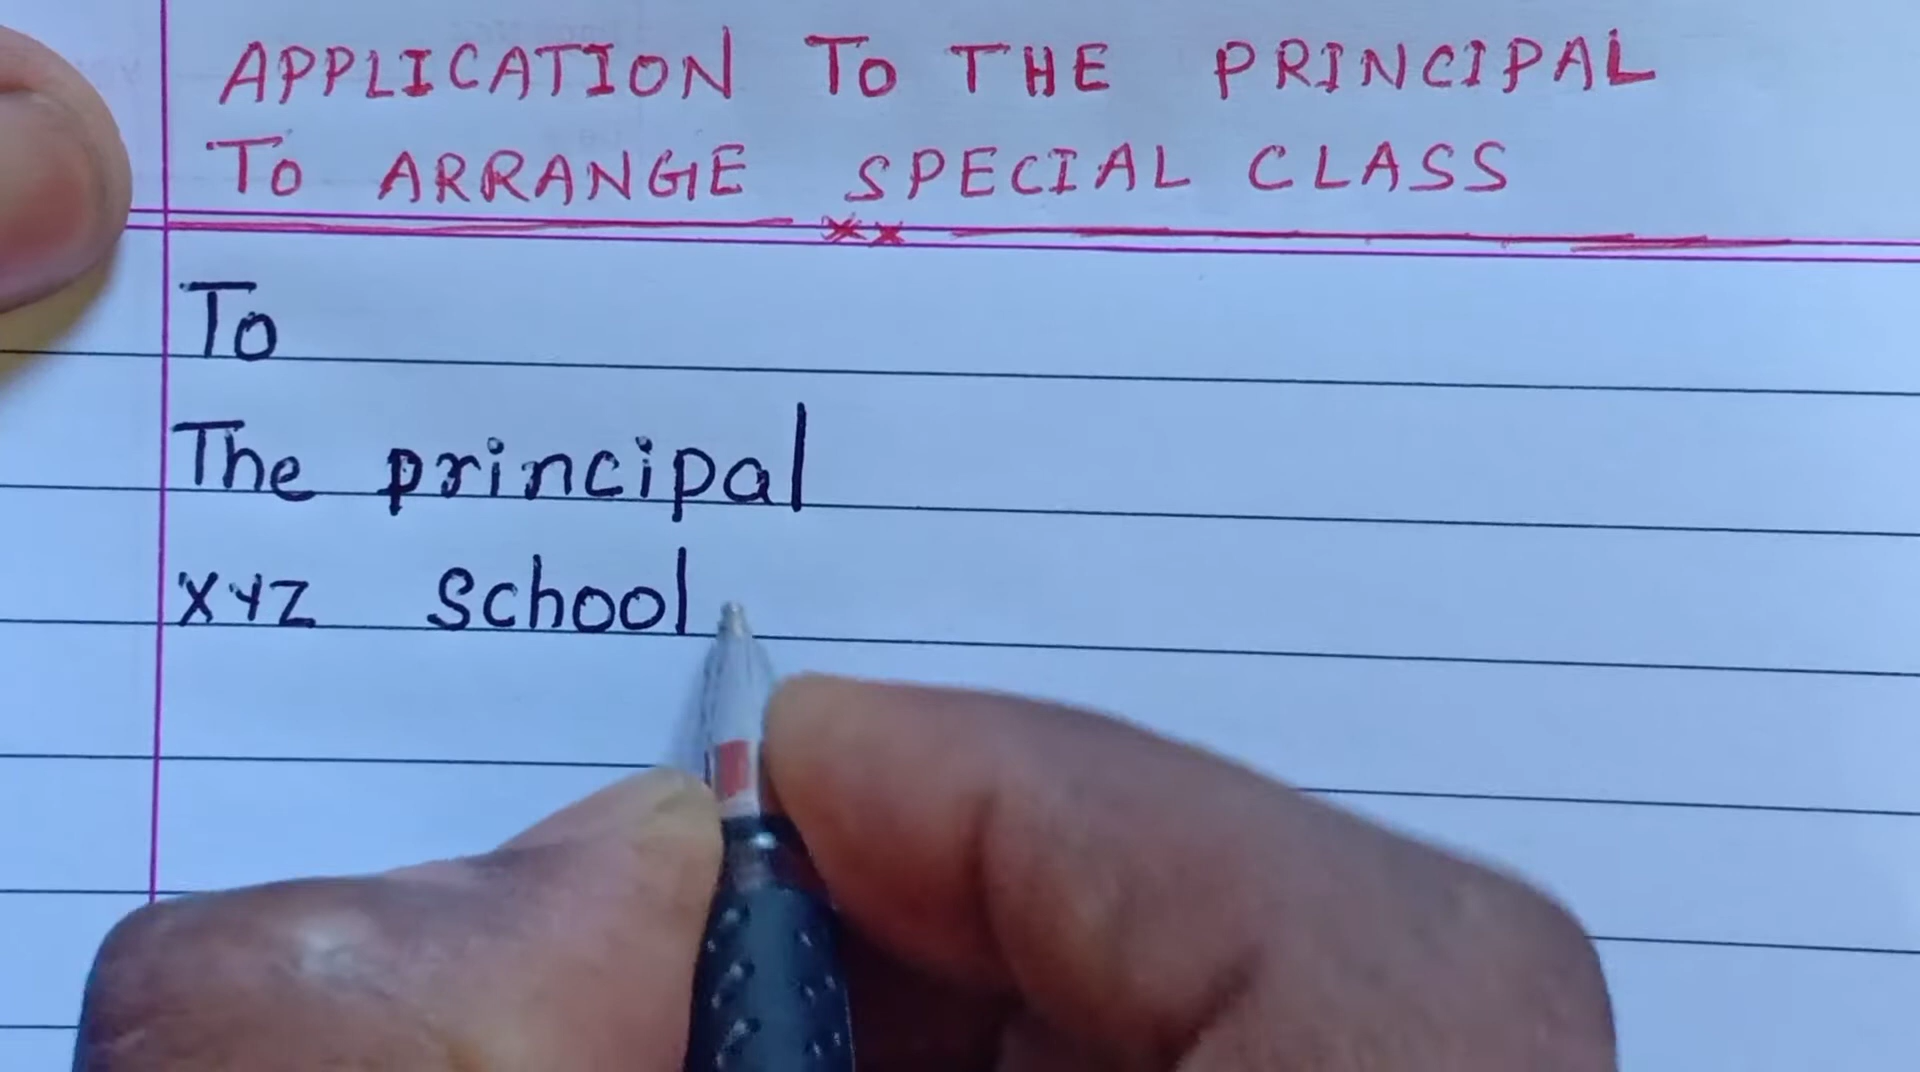 APPLICATION To THE PRINCIPAL
To ARRANGE SPECIAL CLASS
To
The principal
XYZ School